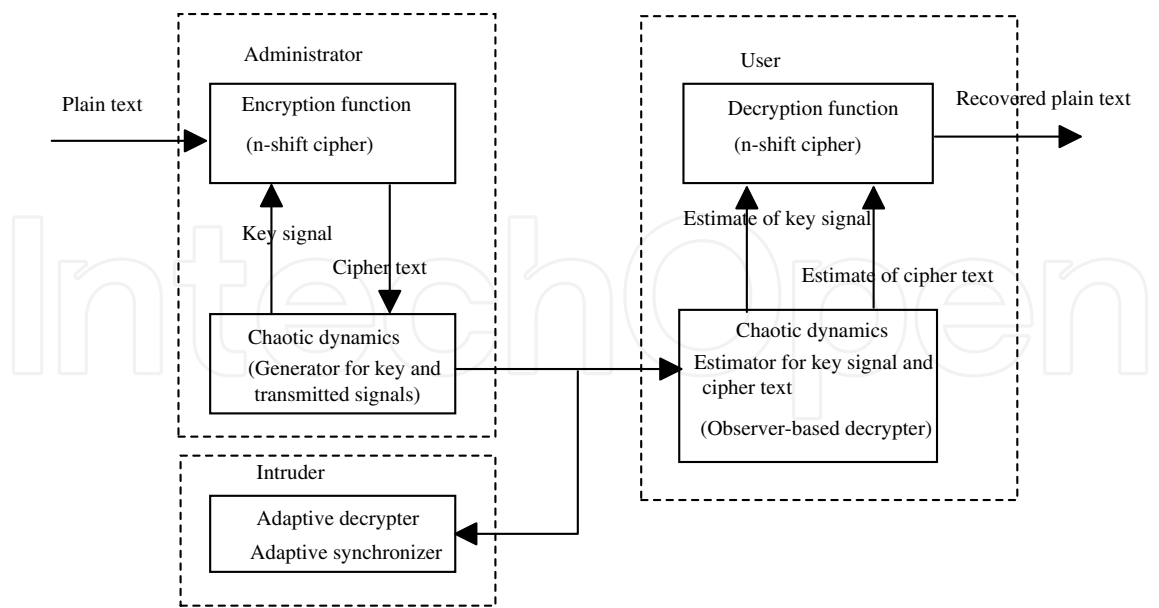 Administrator
Plain text
Encryption function
(n-shift cipher)
Key signal
Cipher text
Chaotic dynamics
(Generator for key and
transmitted signals)
Intruder
Adaptive decrypter
Adaptive synchronizer
User
Decryption function
(n-shift cipher)
Recovered plain text
Estimate of key signal
Estimate of cipher text
Chaotic dynamics
Estimator for key signal and
cipher text
(Observer-based decrypter)
IntechOpen